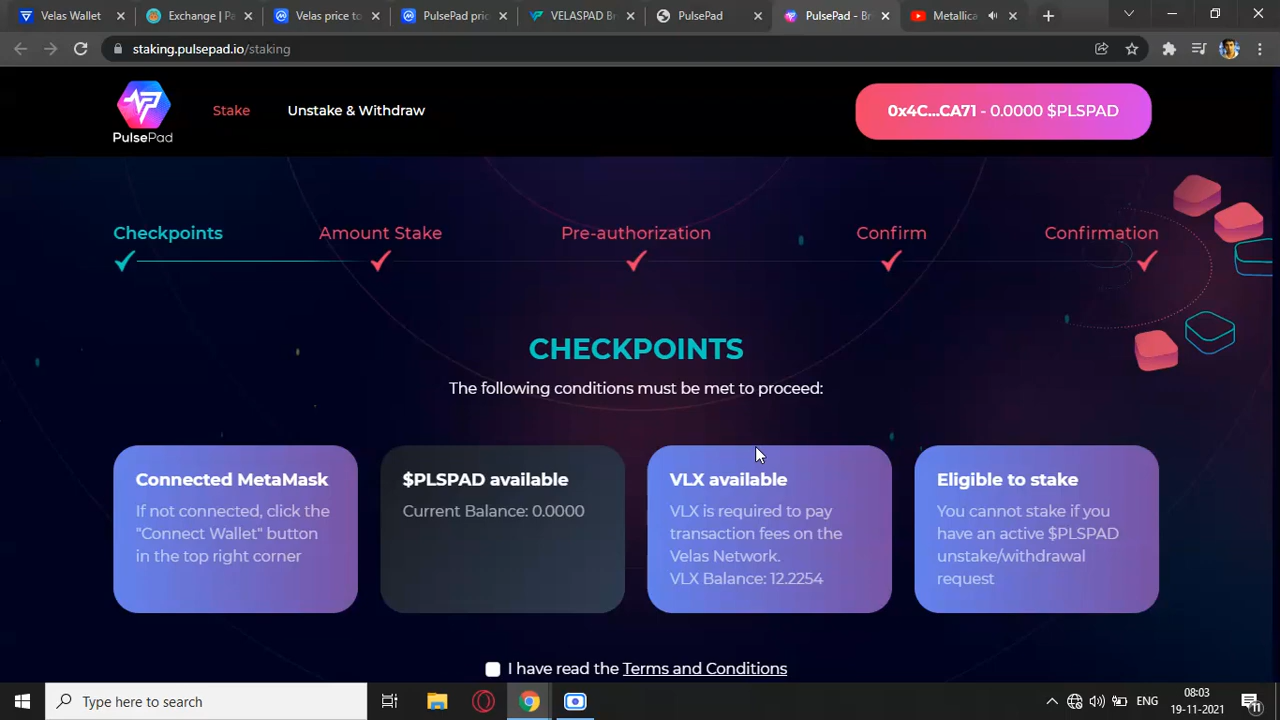 Velas Wallet
Exchange | Pa
Velas price to
PulsePad pric
VELASPAD Br
PulsePad
PulsePad - Br
Metallica
staking.pulsepad.io/staking
PulsePad
Stake
Unstake & Withdraw
0x4C...CA71 - 0.0000 $PLSPAD
Checkpoints
Amount Stake
Pre-authorization
Confirm
Confirmation
CHECKPOINTS
The following conditions must be met to proceed:
Connected MetaMask
If not connected, click the
"Connect Wallet" button
in the top right corner
$PLSPAD available
Current Balance: 0.0000
VLX available
VLX is required to pay
transaction fees on the
Velas Network.
VLX Balance: 12.2254
Eligible to stake
You cannot stake if you
have an active $PLSPAD
unstake/withdrawal
request
I have read the Terms and Conditions
Type here to search
ENG
08:03
19-11-2021
11